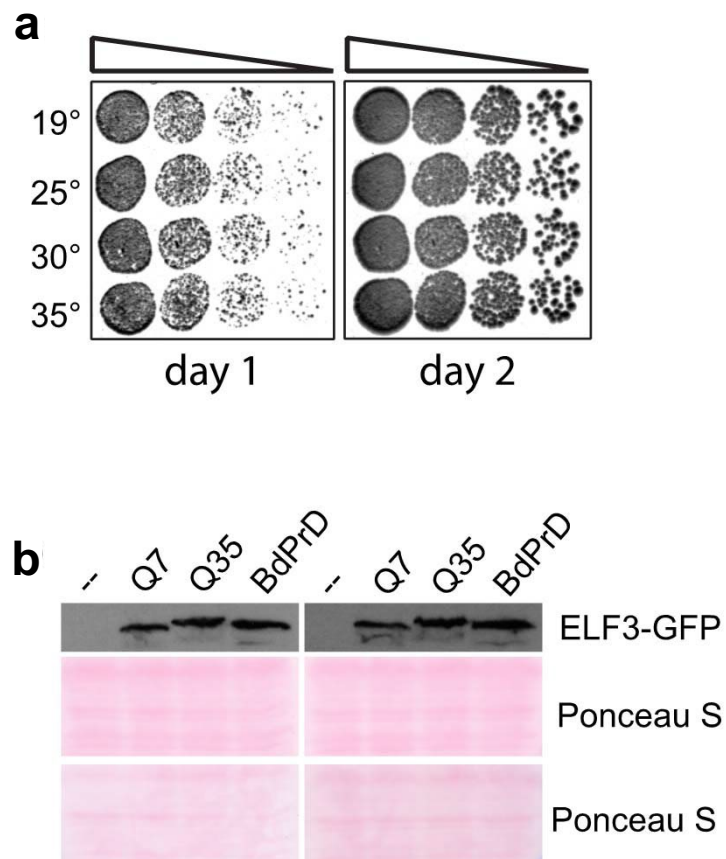 a
19°
25°
30°
35°
day 1 day 2
b
-- Q7 Q35 BdPrD -- Q7 Q35 BdPrD
ELF3-GFP
Ponceau S
Ponceau S